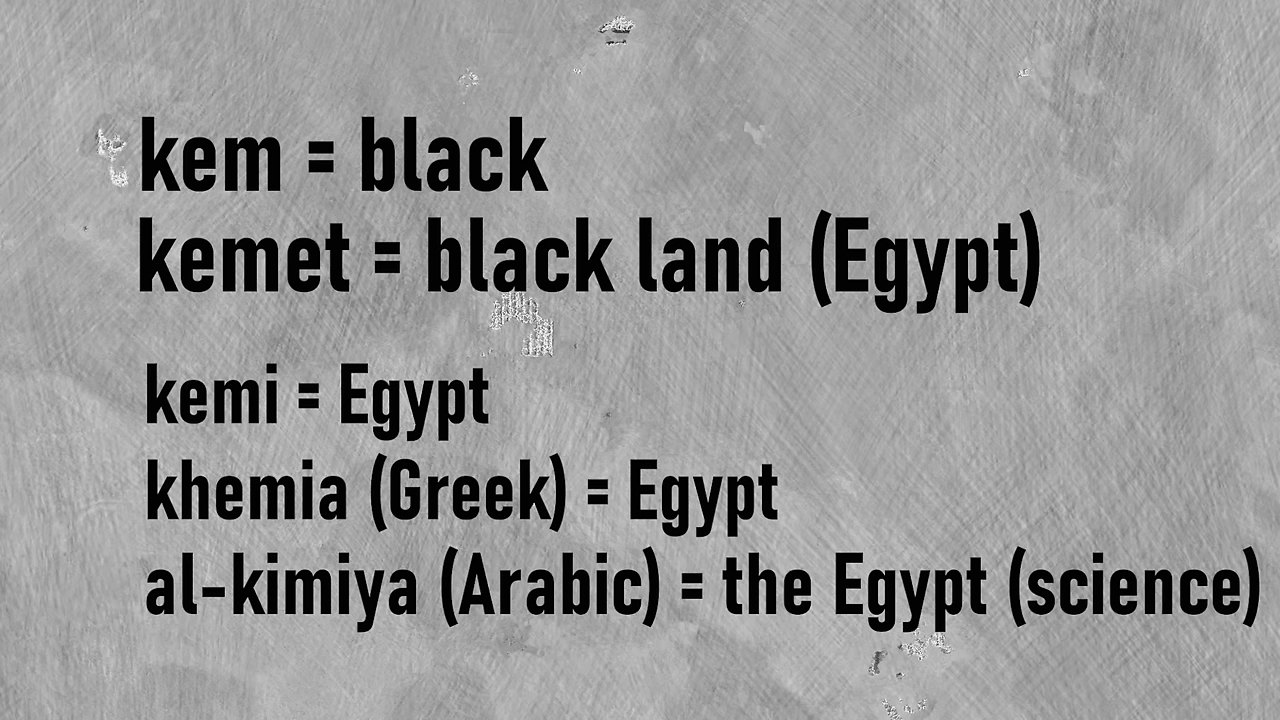 kem = black
kemet = black land (Egypt)
kemi = Egypt
khemia (Greek) = Egypt
al-kimiya (Arabic) = the Egypt (science)